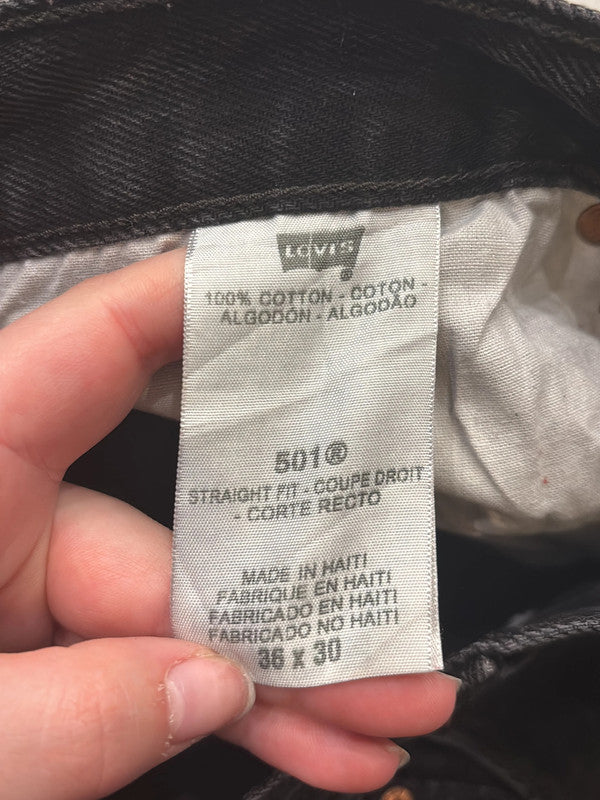 LEVI'S
100% COTTON - COTON -
ALGODÓN - ALGODÃO
501®
STRAIGHT FIT - COUPE DROIT
- CORTE RECTO
MADE IN HAITI
FABRIQUE EN HAITI
FABRICADO EN HAITI
FABRICADO NO HAITI
36 x 30